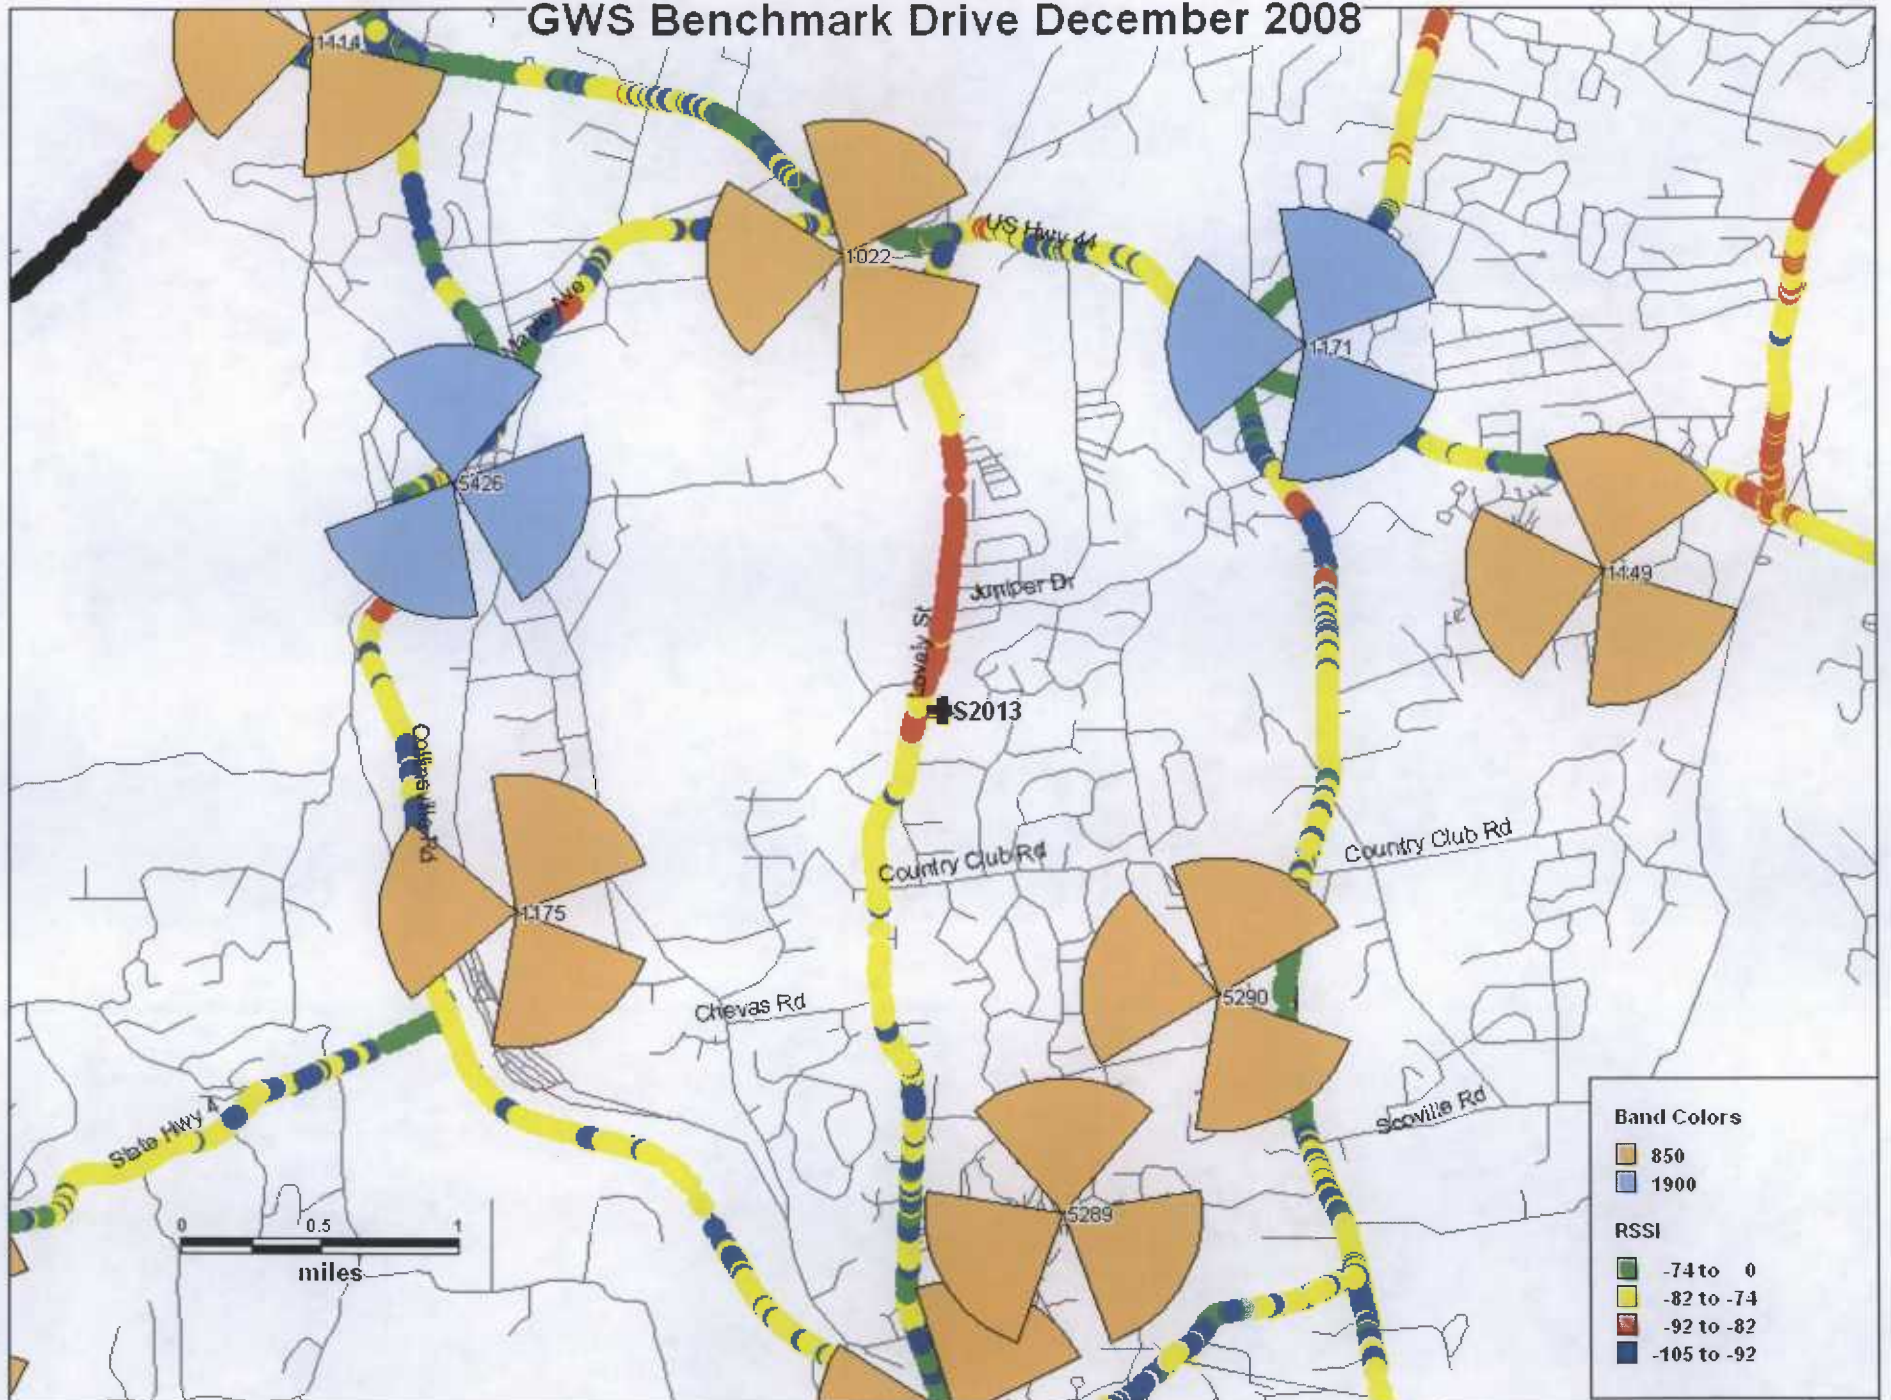 GWS Benchmark Drive December 2008
1114
US Hwy 44
1022
Maple Ave
1171
5426
1149
Juniper Dr
Lovely St
S2013
Collinsville Rd
Country Club Rd
Country Club Rd
1175
5290
Chevas Rd
Scoville Rd
State Hwy 4
5289
0 0.5 1
miles
Band Colors
850
1900
RSSI
-74 to 0
-82 to -74
-92 to -82
-105 to -92